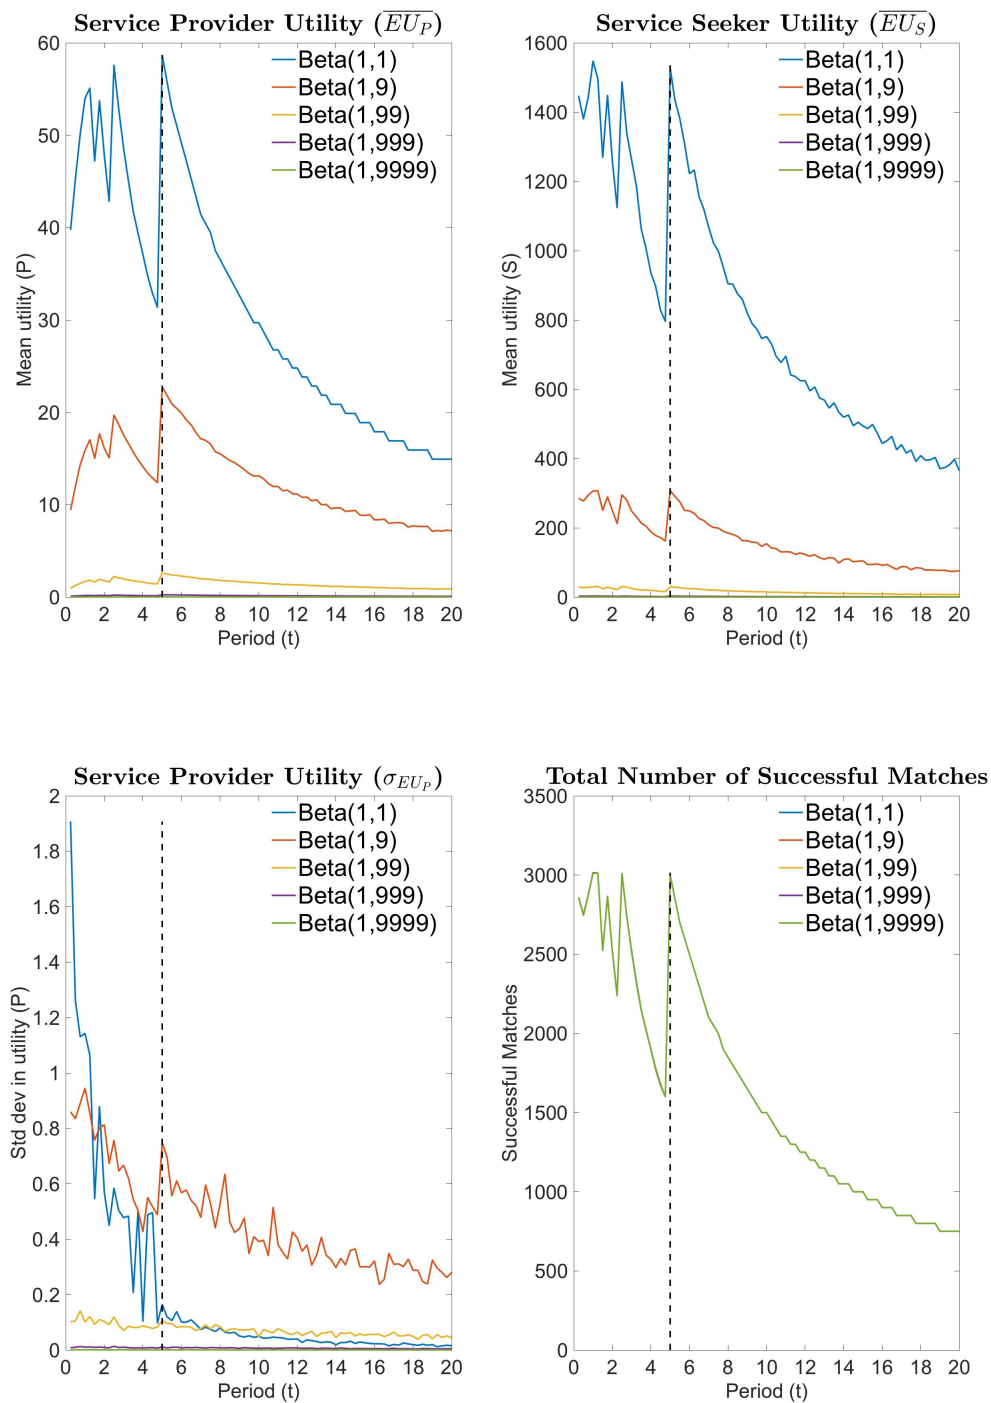 Service Provider Utility (EU_P)
60
50
40
30
20
10
0
Mean utility (P)
Beta(1,1)
Beta(1,9)
Beta(1,99)
Beta(1,999)
Beta(1,9999)
0 2 4 6 8 10 12 14 16 18 20
Period (t)
Service Seeker Utility (EU_S)
1600
1400
1200
1000
800
600
400
200
0
Mean utility (S)
Beta(1,1)
Beta(1,9)
Beta(1,99)
Beta(1,999)
Beta(1,9999)
0 2 4 6 8 10 12 14 16 18 20
Period (t)
Service Provider Utility (σ_EU_P)
2
1.8
1.6
1.4
1.2
1
0.8
0.6
0.4
0.2
0
Std dev in utility (P)
Beta(1,1)
Beta(1,9)
Beta(1,99)
Beta(1,999)
Beta(1,9999)
0 2 4 6 8 10 12 14 16 18 20
Period (t)
Total Number of Successful Matches
3500
3000
2500
2000
1500
1000
500
0
Successful Matches
Beta(1,1)
Beta(1,9)
Beta(1,99)
Beta(1,999)
Beta(1,9999)
0 2 4 6 8 10 12 14 16 18 20
Period (t)